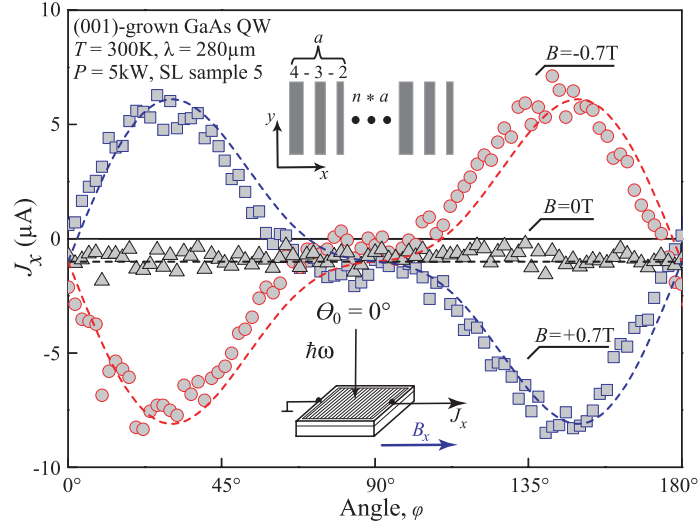 (001)-grown GaAs QW
T = 300K, λ = 280μm
P = 5kW, SL sample 5
a
4 - 3 - 2
n * a
y
x
B=-0.7T
B=0T
B=+0.7T
Θ₀ = 0°
ħω
Jₓ
Bₓ
Jₓ (μA)
10
5
0
-5
-10
0°
45°
90°
135°
180°
Angle, φ